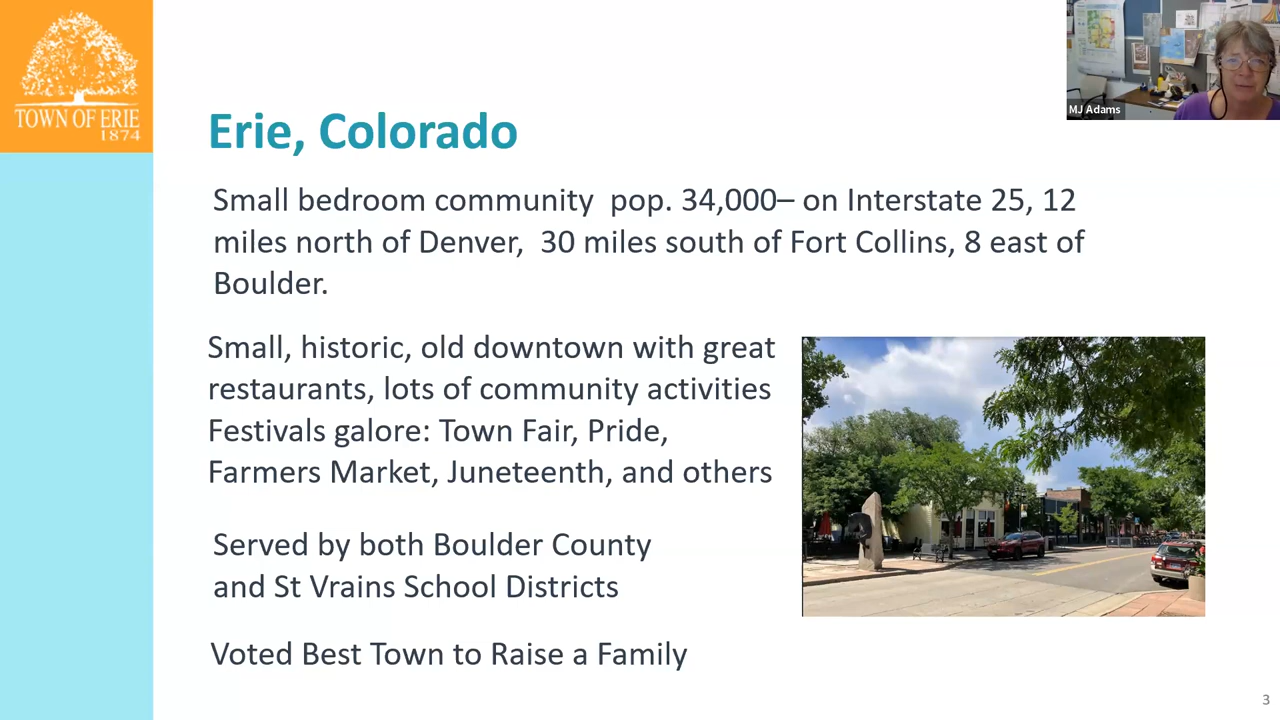 TOWN OF ERIE
1874
MJ Adams
Erie, Colorado
Small bedroom community pop. 34,000– on Interstate 25, 12
miles north of Denver, 30 miles south of Fort Collins, 8 east of
Boulder.
Small, historic, old downtown with great
restaurants, lots of community activities
Festivals galore: Town Fair, Pride,
Farmers Market, Juneteenth, and others
Served by both Boulder County
and St Vrains School Districts
Voted Best Town to Raise a Family
3